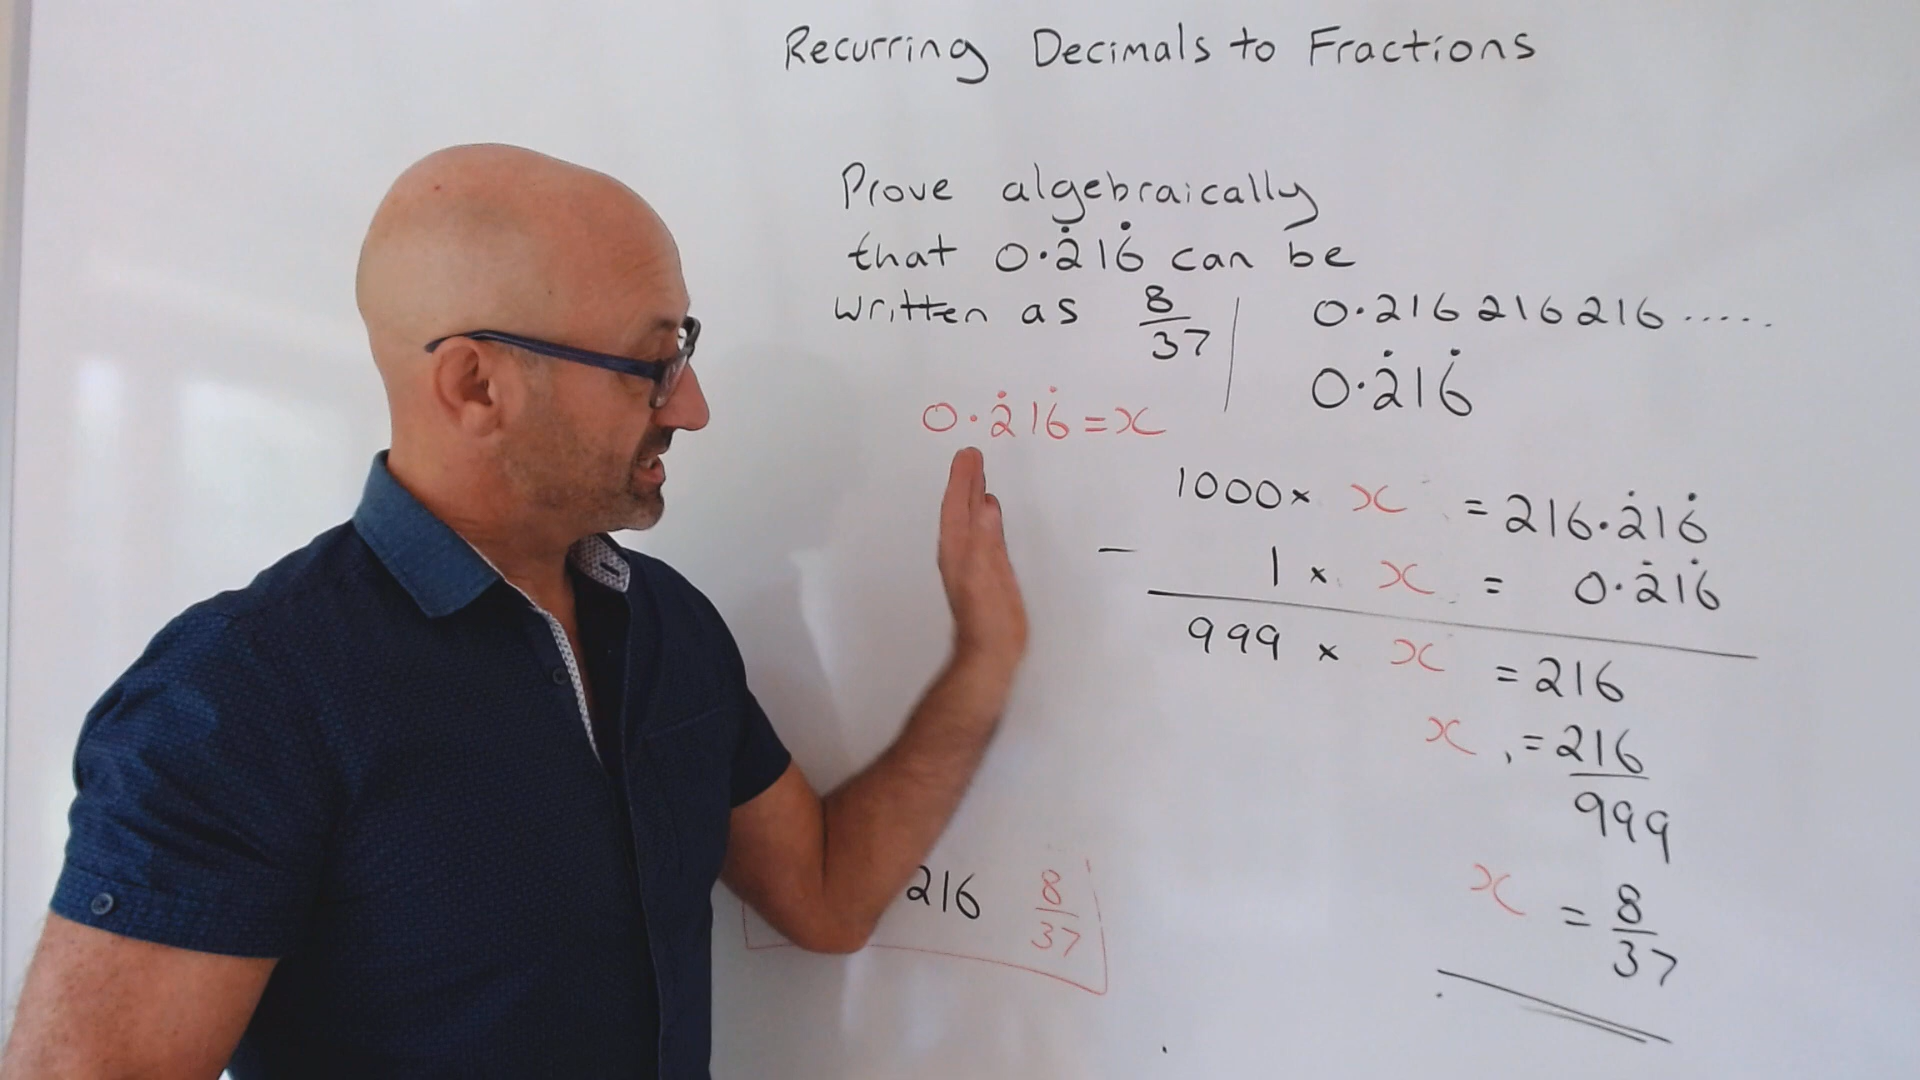 Recurring Decimals to Fractions
Prove algebraically
that 0.2̇16̇ can be
written as 8/37
0.216216216.....
0.2̇16̇
0.2̇16̇ = x
1000 × x = 216.2̇16̇
− 1 × x = 0.2̇16̇
999 × x = 216
x = 216/999
x = 8/37
216 8/37